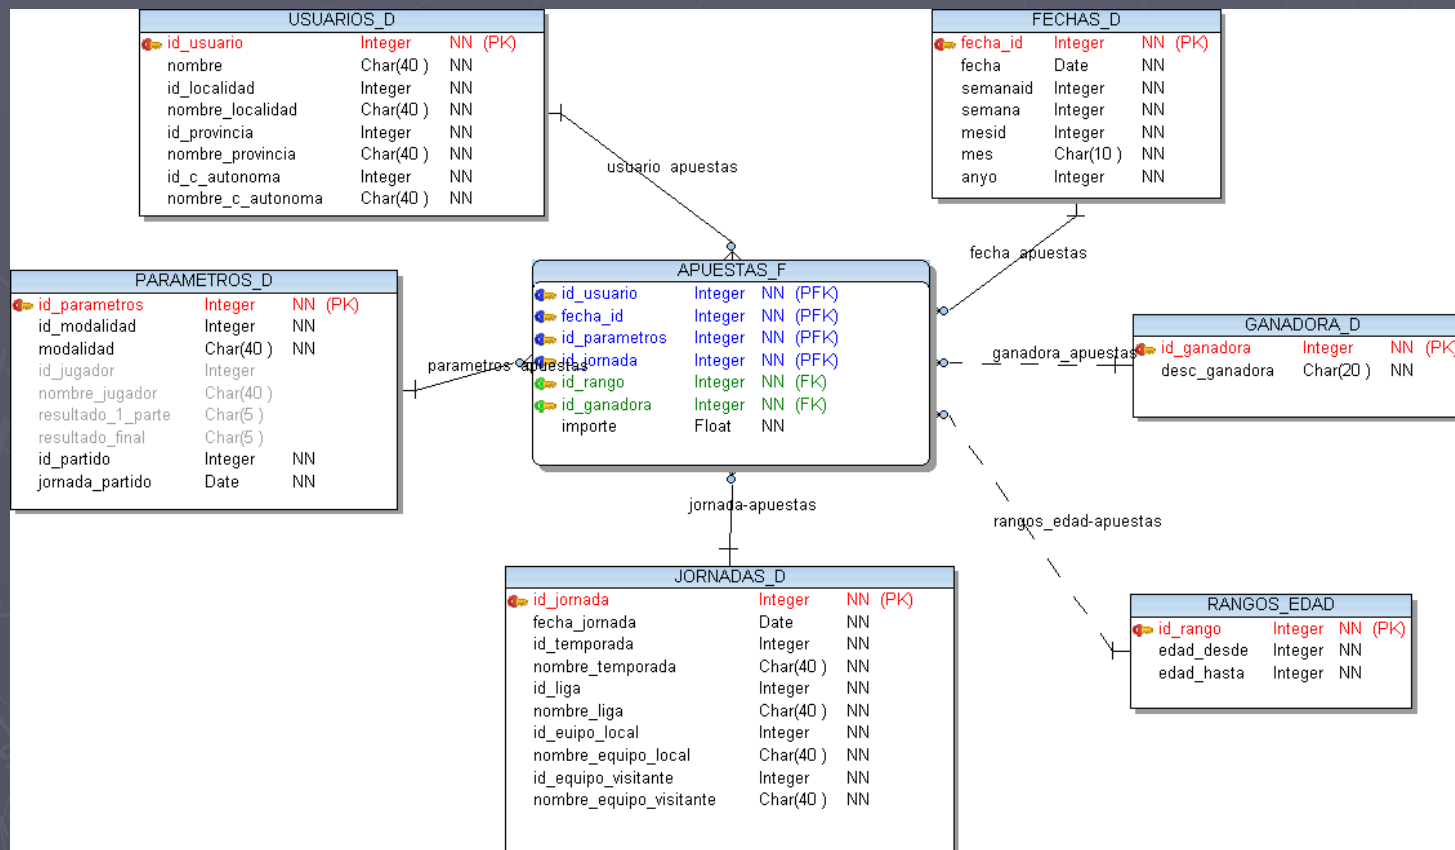 USUARIOS_D
id_usuario Integer NN (PK)
nombre Char(40 ) NN
id_localidad Integer NN
nombre_localidad Char(40 ) NN
id_provincia Integer NN
nombre_provincia Char(40 ) NN
id_c_autonoma Integer NN
nombre_c_autonoma Char(40 ) NN
FECHAS_D
fecha_id Integer NN (PK)
fecha Date NN
semanaid Integer NN
semana Integer NN
mesid Integer NN
mes Char(10 ) NN
anyo Integer NN
usuario apuestas
fecha apuestas
PARAMETROS_D
id_parametros Integer NN (PK)
id_modalidad Integer NN
modalidad Char(40 ) NN
id_jugador Integer
nombre_jugador Char(40 )
resultado_1_parte Char(5 )
resultado_final Char(5 )
id_partido Integer NN
jornada_partido Date NN
parametros_apuestas
APUESTAS_F
id_usuario Integer NN (PFK)
fecha_id Integer NN (PFK)
id_parametros Integer NN (PFK)
id_jornada Integer NN (PFK)
id_rango Integer NN (FK)
id_ganadora Integer NN (FK)
importe Float NN
ganadora_apuestas
GANADORA_D
id_ganadora Integer NN (PK)
desc_ganadora Char(20 ) NN
jornada-apuestas
rangos_edad-apuestas
JORNADAS_D
id_jornada Integer NN (PK)
fecha_jornada Date NN
id_temporada Integer NN
nombre_temporada Char(40 ) NN
id_liga Integer NN
nombre_liga Char(40 ) NN
id_euipo_local Integer NN
nombre_equipo_local Char(40 ) NN
id_equipo_visitante Integer NN
nombre_equipo_visitante Char(40 ) NN
RANGOS_EDAD
id_rango Integer NN (PK)
edad_desde Integer NN
edad_hasta Integer NN